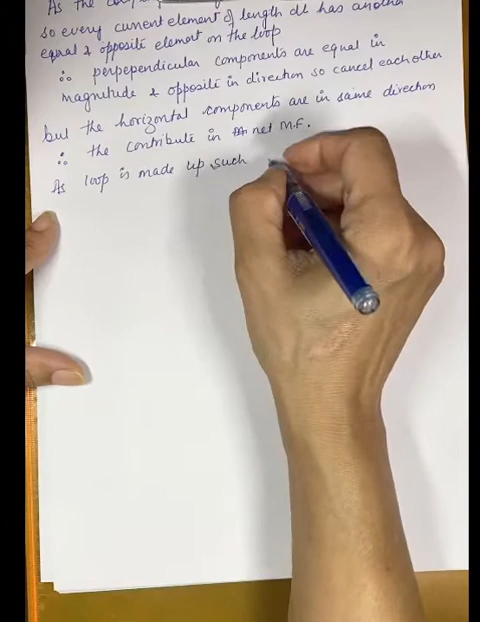 As the
so every current element of length dl has another
equal & opposite element on the loop
∴ perpependicular components are equal in
magnitude & opposite in direction so cancel each other
but the horizontal components are in same direction
∴ the contribute in net M.F.
As loop is made up such